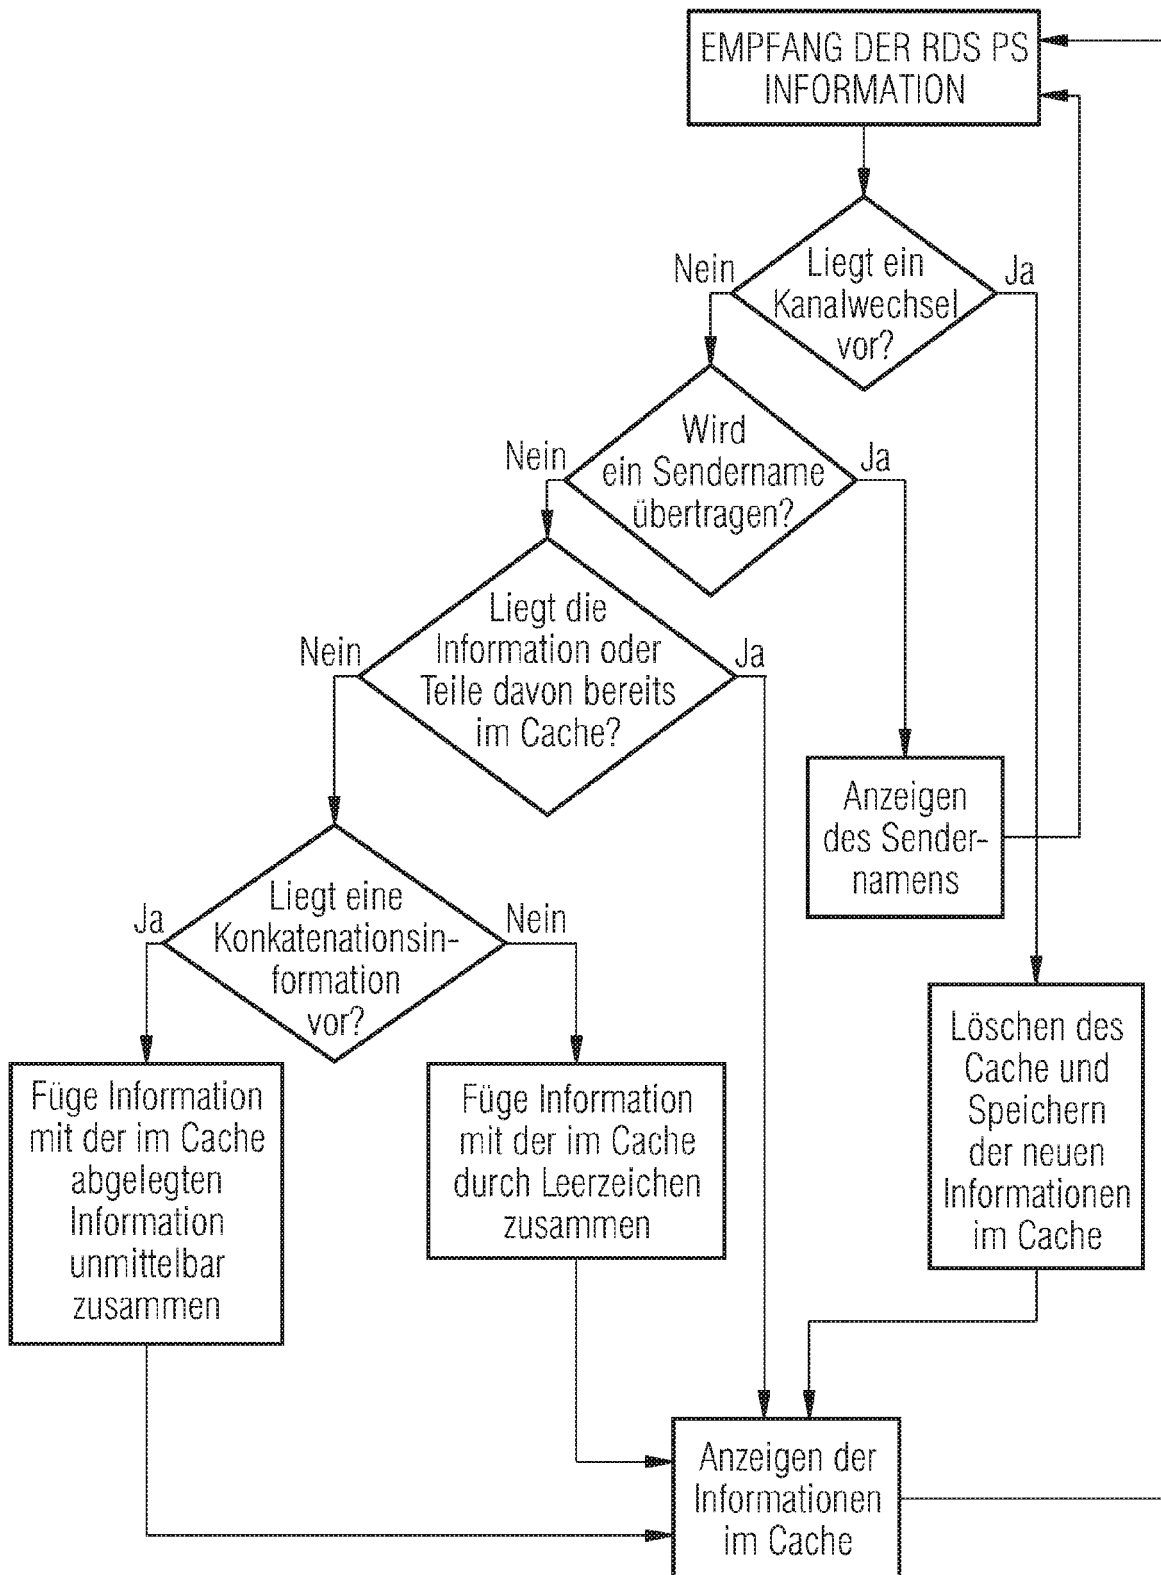 EMPFANG DER RDS PS
INFORMATION
Nein
Liegt ein
Kanalwechsel
vor?
Ja
Nein
Wird
ein Sendername
übertragen?
Ja
Nein
Liegt die
Information oder
Teile davon bereits
im Cache?
Ja
Anzeigen
des Sender-
namens
Ja
Liegt eine
Konkatenationsin-
formation
vor?
Nein
Füge Information
mit der im Cache
abgelegten
Information
unmittelbar
zusammen
Füge Information
mit der im Cache
durch Leerzeichen
zusammen
Löschen des
Cache und
Speichern
der neuen
Informationen
im Cache
Anzeigen der
Informationen
im Cache